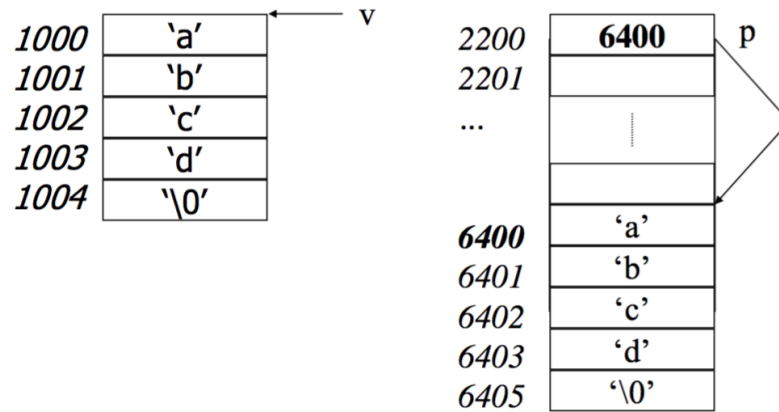 v
1000 ‘a’
1001 ‘b’
1002 ‘c’
1003 ‘d’
1004 ‘\0’
2200 6400 p
2201
...
6400 ‘a’
6401 ‘b’
6402 ‘c’
6403 ‘d’
6405 ‘\0’